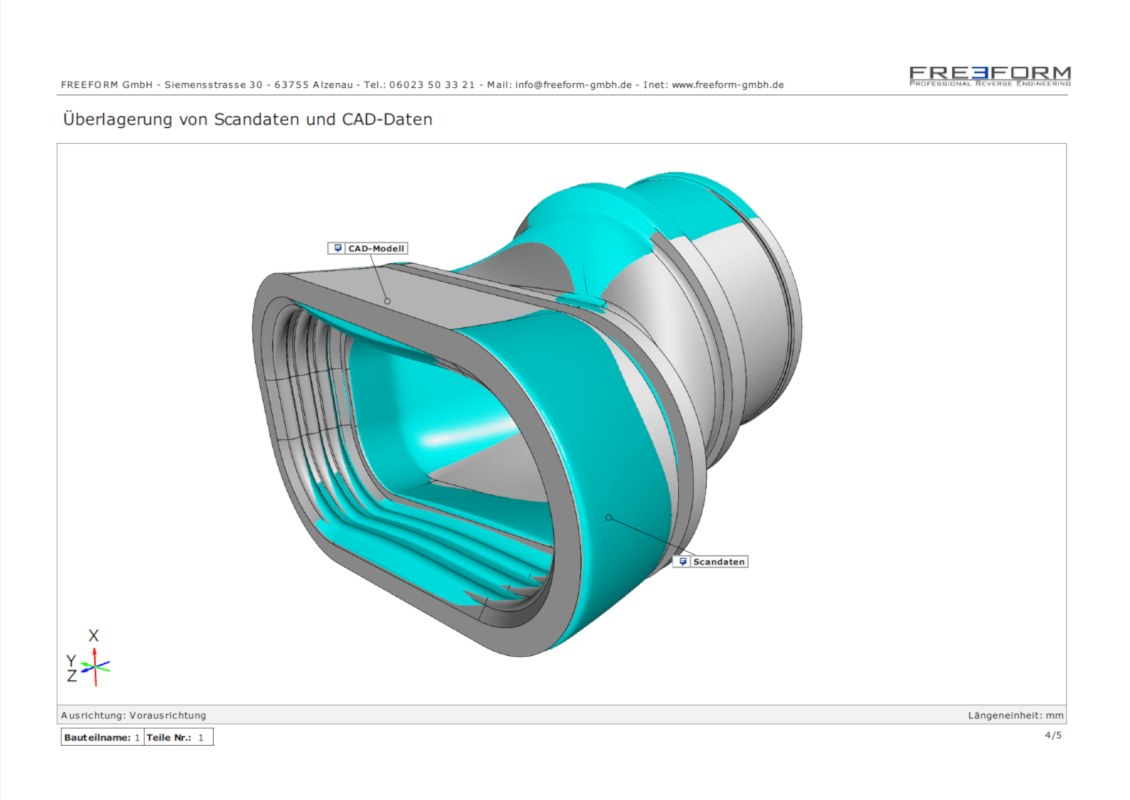 FREEFORM GmbH - Siemensstrasse 30 - 63755 Alzenau - Tel.: 06023 50 33 21 - Mail: info@freeform-gmbh.de - Inet: www.freeform-gmbh.de
FREEFORM
PROFESSIONAL REVERSE ENGINEERING
Überlagerung von Scandaten und CAD-Daten
CAD-Modell
Scandaten
X
Y
Z
Ausrichtung: Vorausrichtung
Längeneinheit: mm
Bauteilname: 1 Teile Nr.: 1
4/5